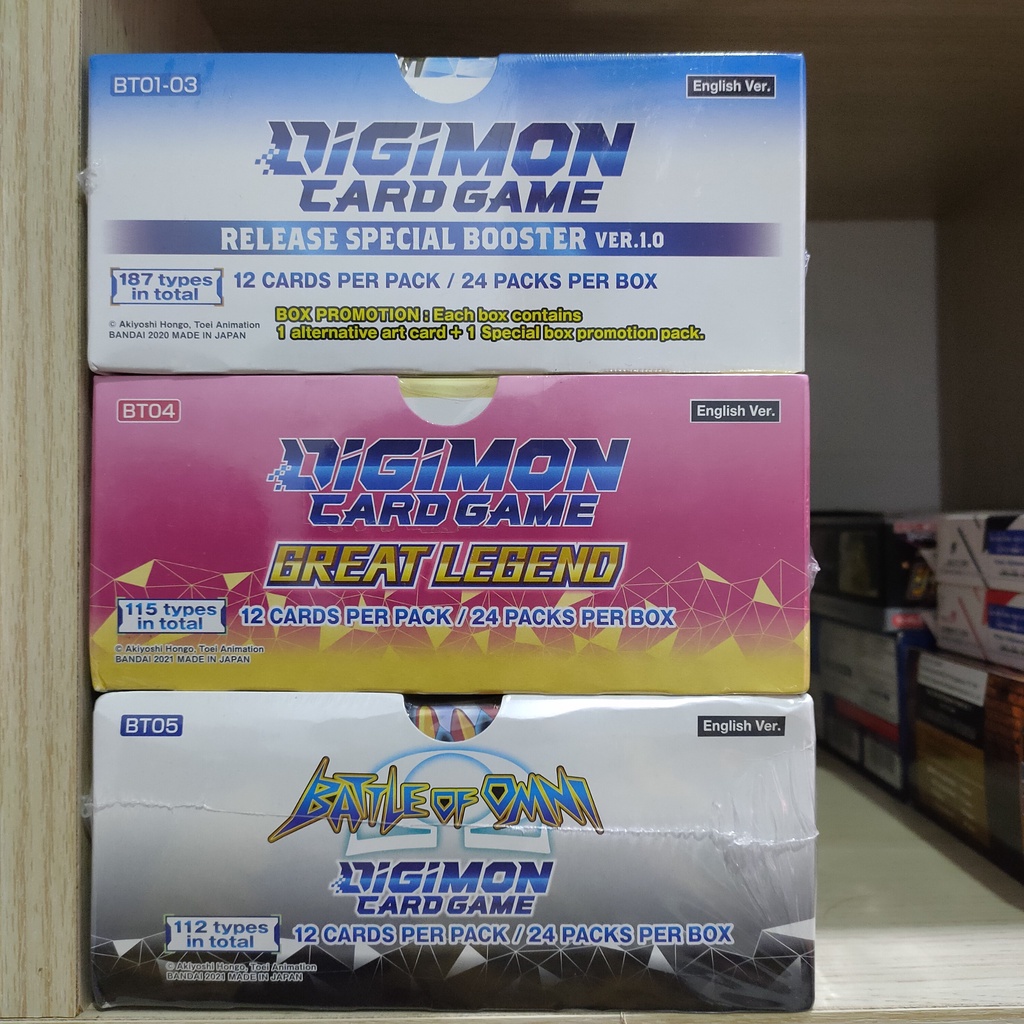 BT01-03
English Ver.
DIGIMON
CARD GAME
RELEASE SPECIAL BOOSTER VER.1.0
187 types
in total
12 CARDS PER PACK / 24 PACKS PER BOX
BOX PROMOTION : Each box contains
1 alternative art card + 1 Special box promotion pack.
© Akiyoshi Hongo, Toei Animation
BANDAI 2020 MADE IN JAPAN
BT04
English Ver.
DIGIMON
CARD GAME
GREAT LEGEND
115 types
in total
12 CARDS PER PACK / 24 PACKS PER BOX
© Akiyoshi Hongo, Toei Animation
BANDAI 2021 MADE IN JAPAN
BT05
English Ver.
BATTLE OF OMNI
DIGIMON
CARD GAME
112 types
in total
12 CARDS PER PACK / 24 PACKS PER BOX
© Akiyoshi Hongo, Toei Animation
BANDAI 2021 MADE IN JAPAN